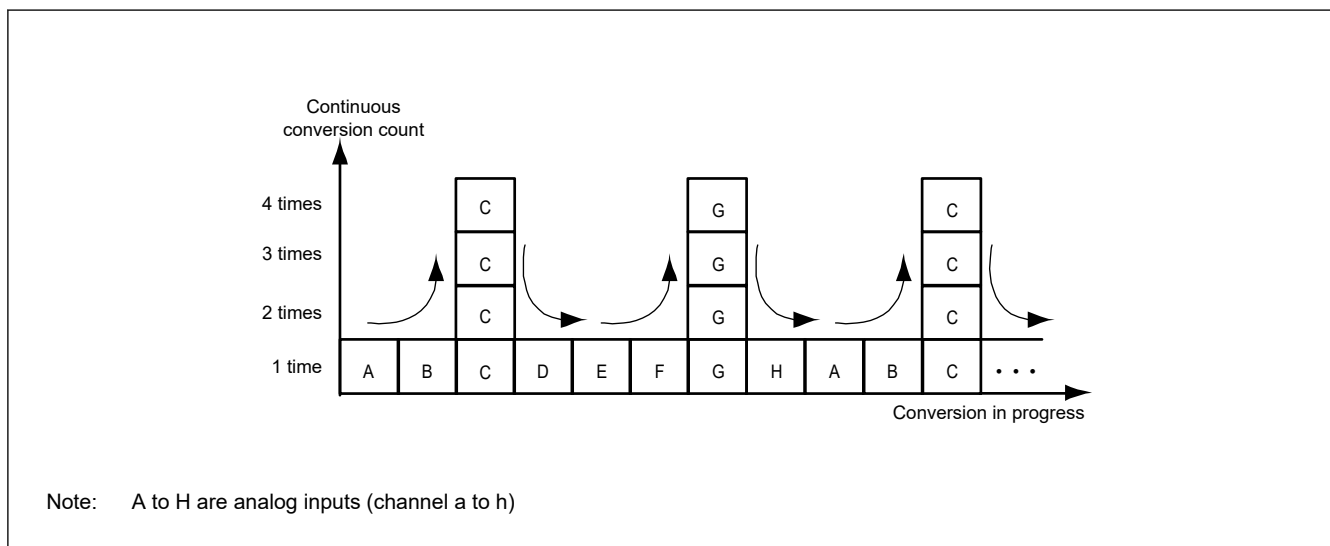 Continuous
conversion count
4 times
C
G
C
3 times
C
G
C
2 times
C
G
C
1 time
A
B
C
D
E
F
G
H
A
B
C
• • •
Conversion in progress
Note: A to H are analog inputs (channel a to h)